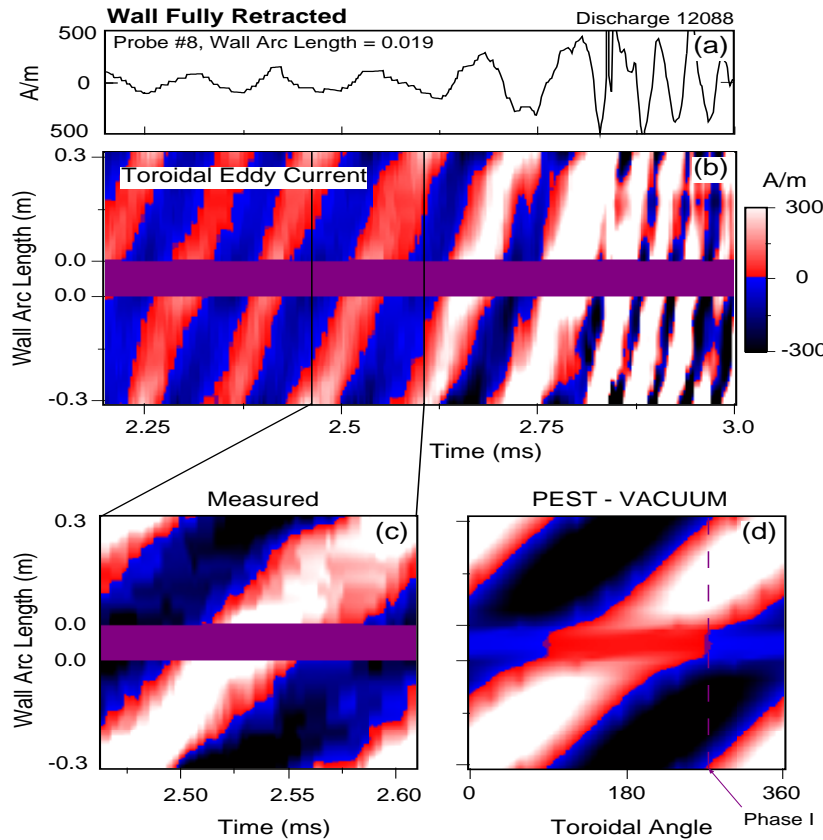 Wall Fully Retracted
Discharge 12088
500
0
500
A/m
Probe #8, Wall Arc Length = 0.019
(a)
0.3
0.0
0.0
-0.3
Wall Arc Length (m)
Toroidal Eddy Current
(b)
A/m
300
0
-300
2.25
2.5
2.75
3.0
Time (ms)
Measured
0.3
0.0
0.0
-0.3
Wall Arc Length (m)
(c)
2.50
2.55
2.60
Time (ms)
PEST - VACUUM
(d)
0
180
360
Toroidal Angle
Phase I